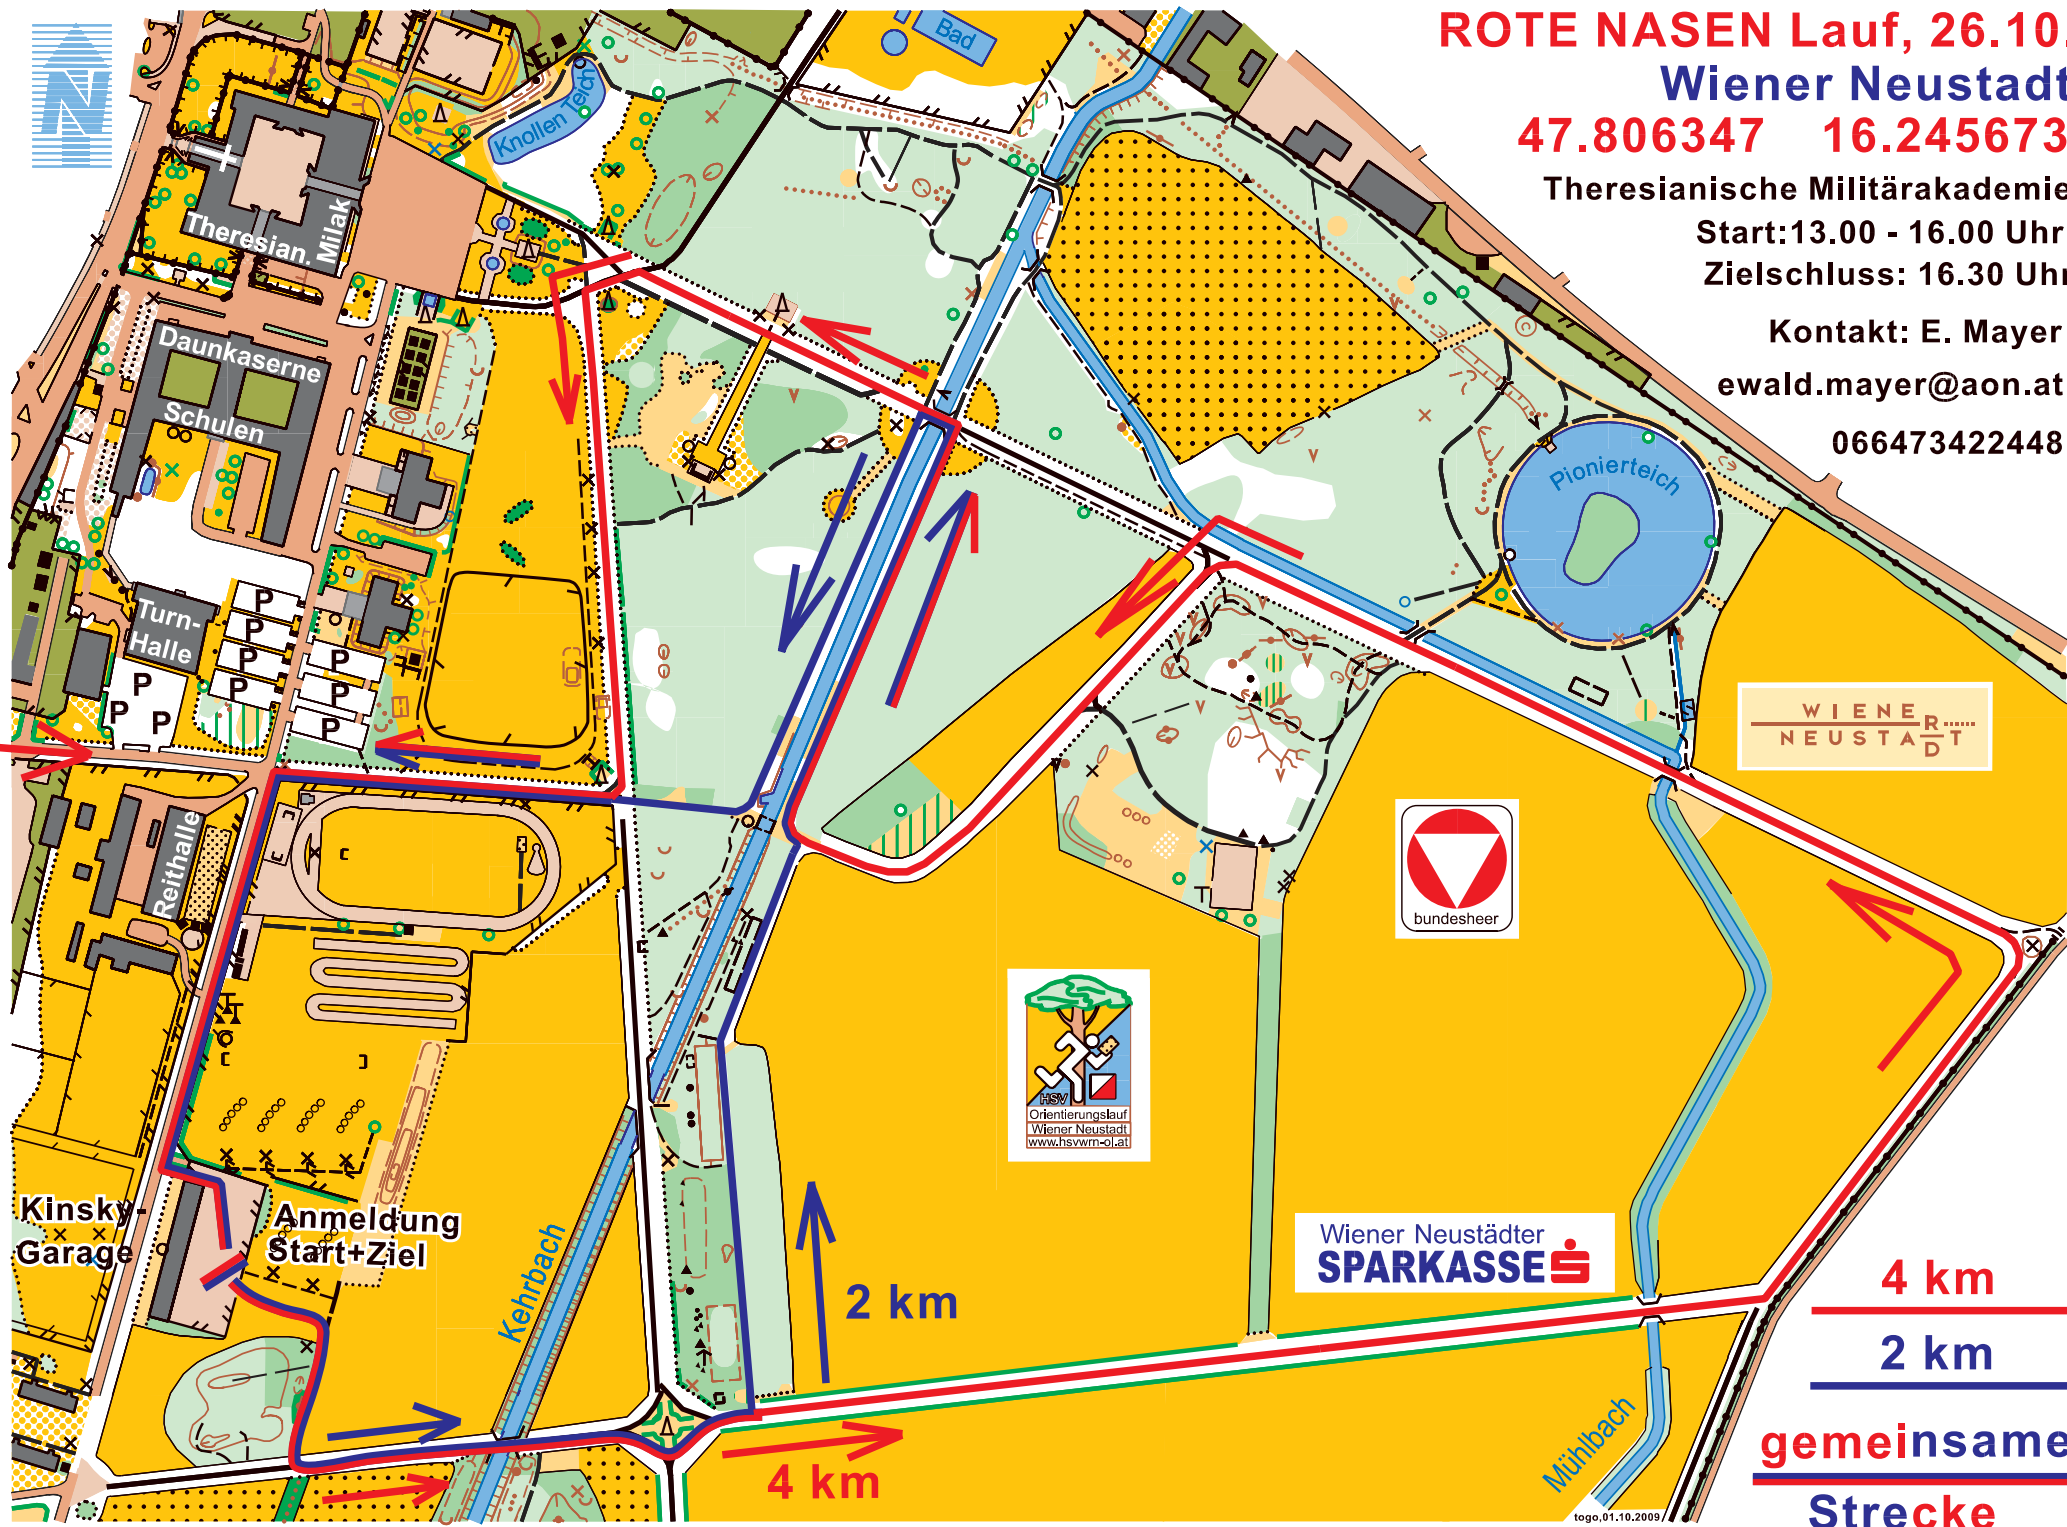 ROTE NASEN Lauf, 26.10.
Wiener Neustadt
47.806347 16.245673
Theresianische Militärakademie
Start:13.00 - 16.00 Uhr
Zielschluss: 16.30 Uhr
Kontakt: E. Mayer
ewald.mayer@aon.at
066473422448
N
Bad
Knollen Teich
Theresian. Milak
Daunkaserne
Schulen
Pionierteich
Turn-
Halle
P
P
P
P
P
P
P
P
P
P
H
S
WIENER
NEUSTADT
Reithalle
bundesheer
HSV
Orientierungslauf
Wiener Neustadt
www.hsvwrn-ol.at
Kinsky-
Garage
Anmeldung
Start+Ziel
Kehrbach
Wiener Neustädter
SPARKASSE S
2 km
4 km
Mühlbach
4 km
2 km
gemeinsame
Strecke
togo,01.10.2009